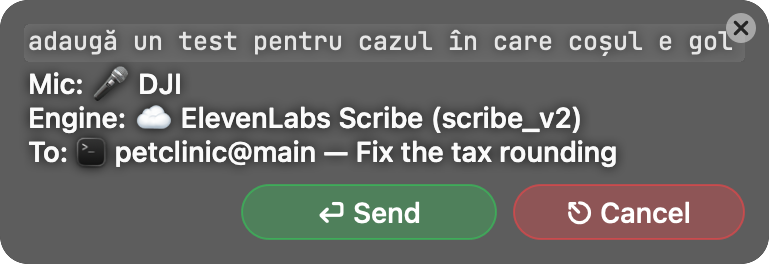 adaugă un test pentru cazul în care coșul e gol
Mic: 🎤 DJI
Engine: ☁️ ElevenLabs Scribe (scribe_v2)
To: petclinic@main — Fix the tax rounding
Send
Cancel